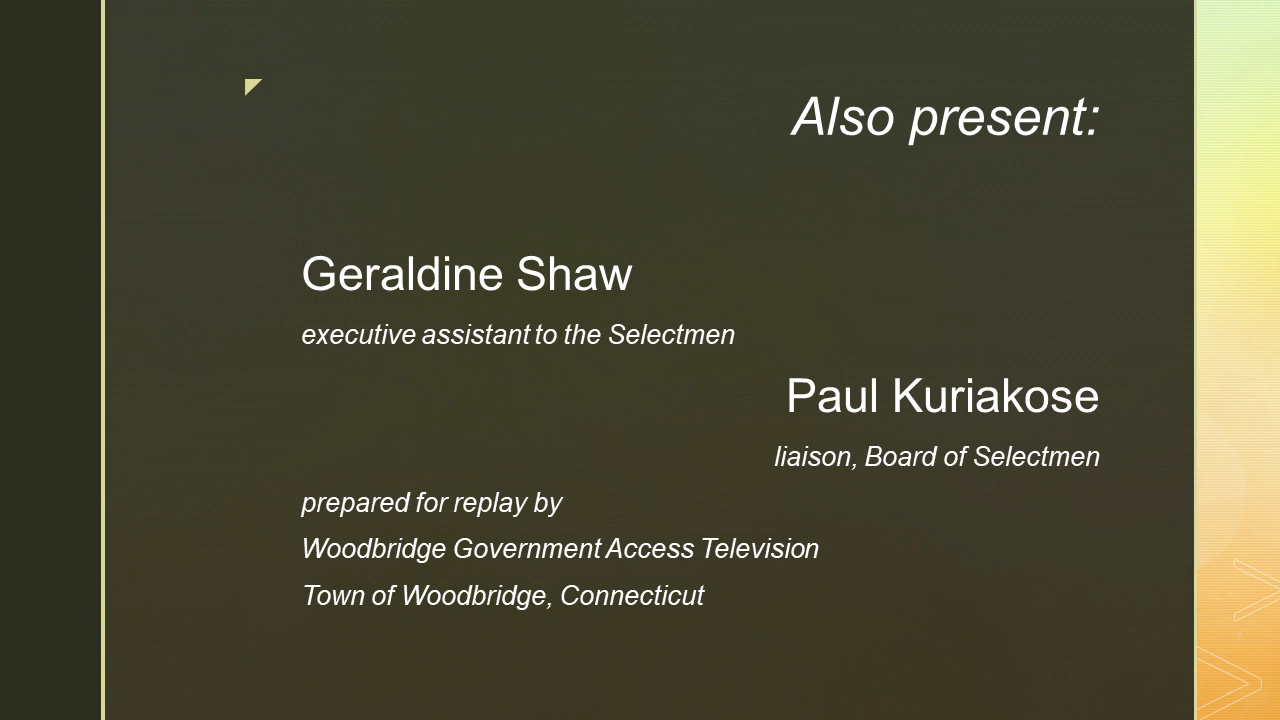 Also present:
Geraldine Shaw
executive assistant to the Selectmen
Paul Kuriakose
liaison, Board of Selectmen
prepared for replay by
Woodbridge Government Access Television
Town of Woodbridge, Connecticut